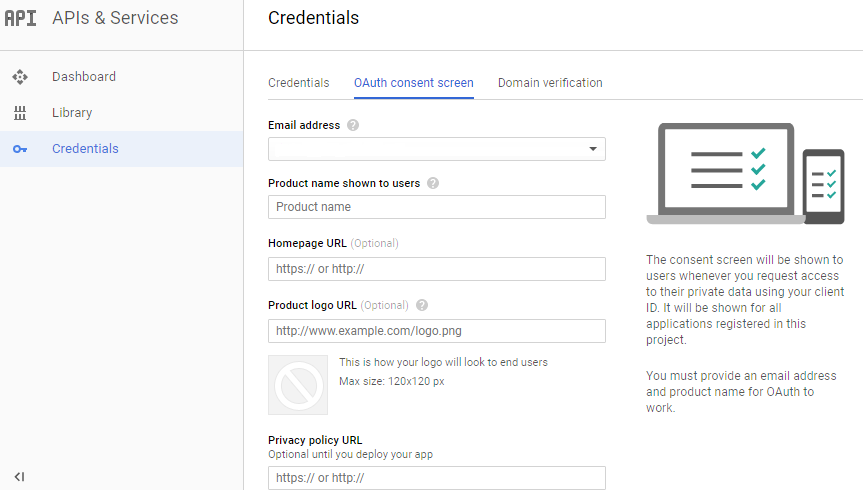 API APIs & Services
Credentials
Dashboard
Library
Credentials
Credentials OAuth consent screen Domain verification
Email address ?
Product name shown to users ?
Product name
Homepage URL (Optional)
https:// or http://
Product logo URL (Optional) ?
http://www.example.com/logo.png
This is how your logo will look to end users
Max size: 120x120 px
Privacy policy URL
Optional until you deploy your app
https:// or http://
The consent screen will be shown to
users whenever you request access
to their private data using your client
ID. It will be shown for all
applications registered in this
project.
You must provide an email address
and product name for OAuth to
work.